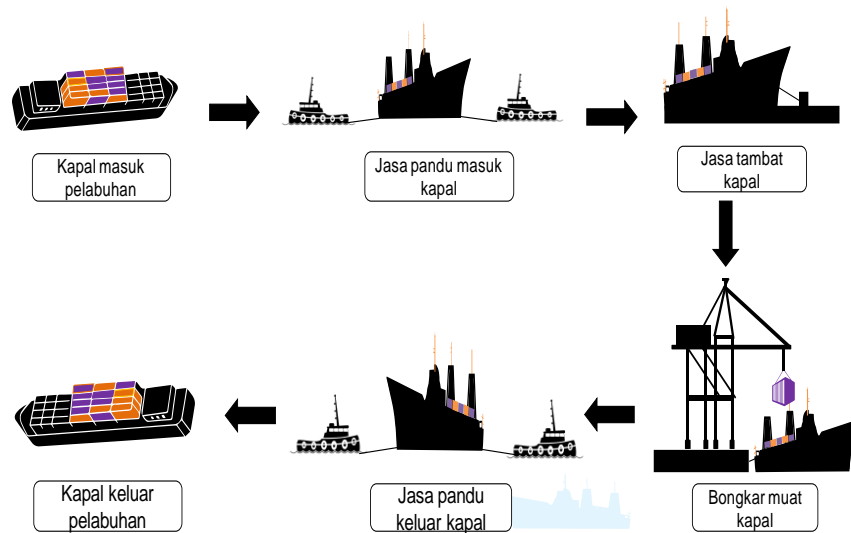 Kapal masuk
pelabuhan
Jasa pandu masuk
kapal
Jasa tambat
kapal
Bongkar muat
kapal
Jasa pandu
keluar kapal
Kapal keluar
pelabuhan